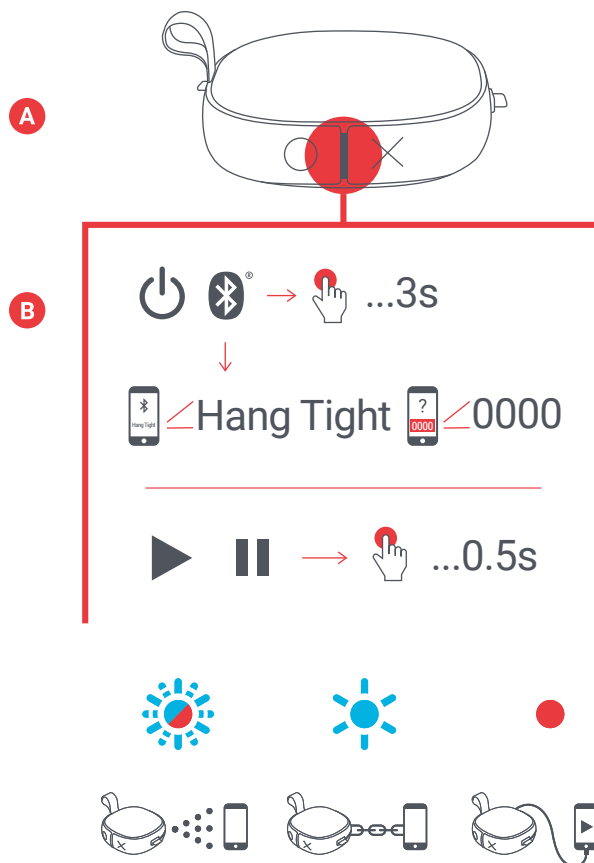 A
B
® ...3s
Hang Tight
Hang Tight
?
0000
0000
...0.5s